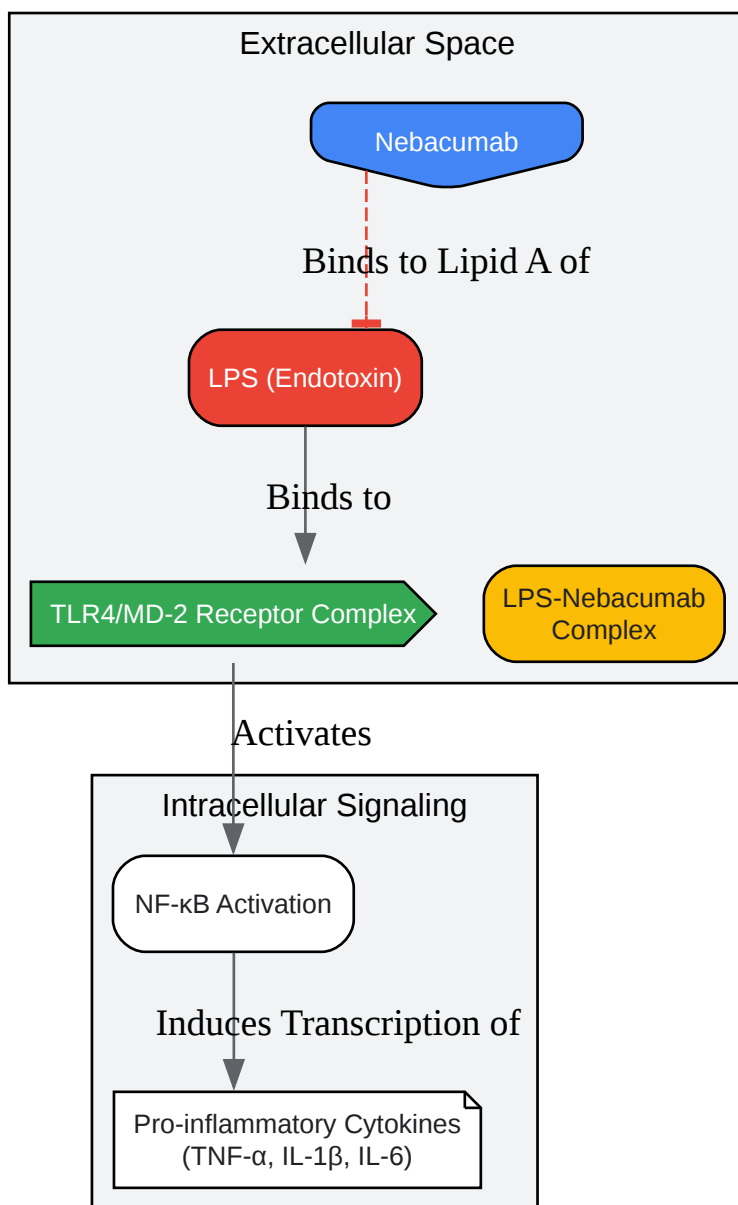 Extracellular Space
Nebacumab
Binds to Lipid A of
LPS (Endotoxin)
Binds to
TLR4/MD-2 Receptor Complex
LPS-Nebacumab
Complex
Activates
Intracellular Signaling
NF-κB Activation
Induces Transcription of
Pro-inflammatory Cytokines
(TNF-α, IL-1β, IL-6)